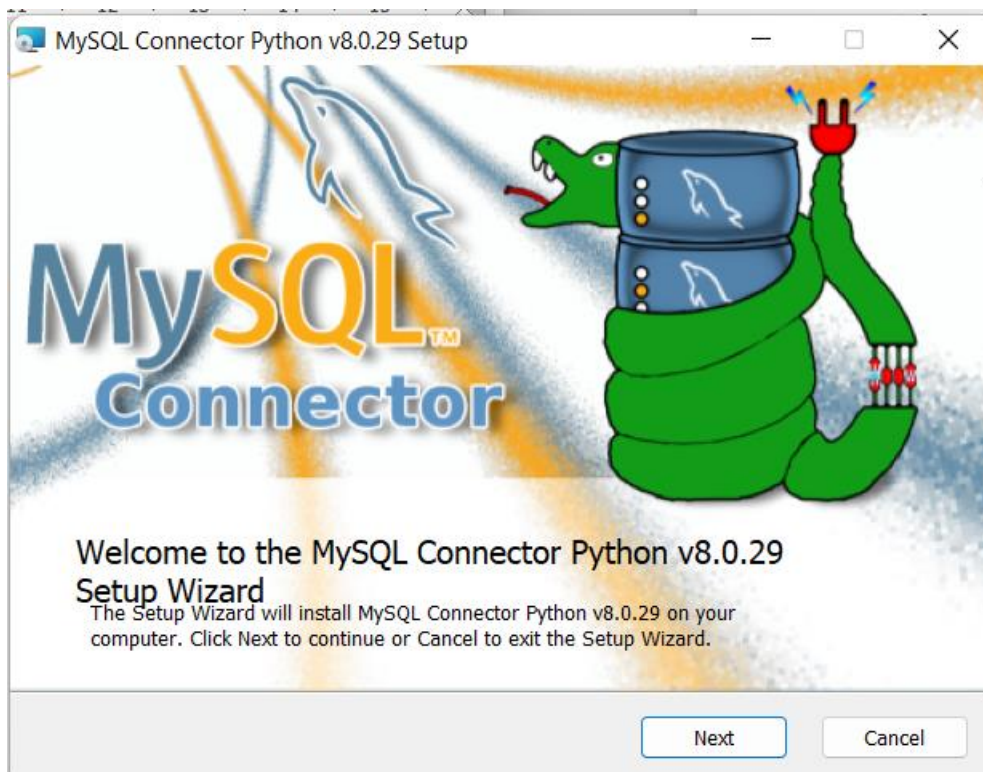 MySQL Connector Python v8.0.29 Setup
MySQL™
Connector
Welcome to the MySQL Connector Python v8.0.29
Setup Wizard
The Setup Wizard will install MySQL Connector Python v8.0.29 on your
computer. Click Next to continue or Cancel to exit the Setup Wizard.
Next
Cancel